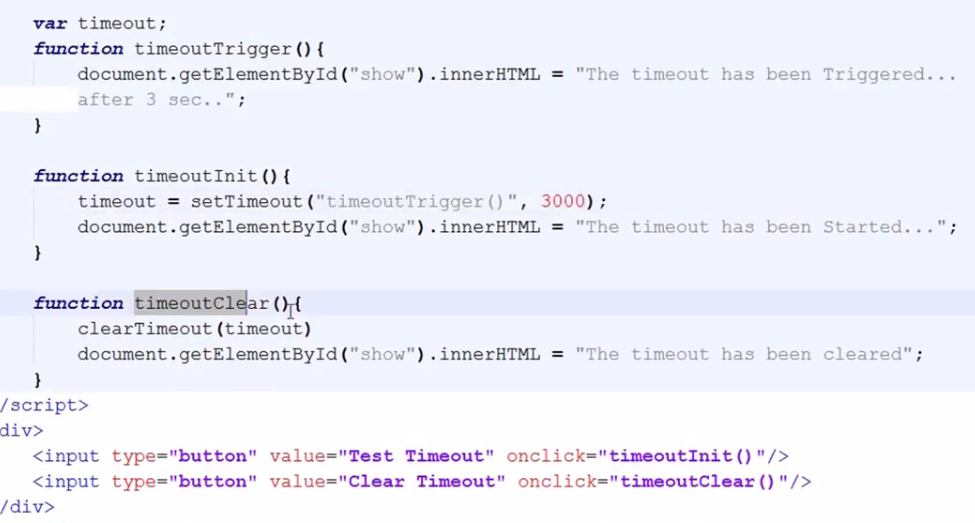 var timeout;
function timeoutTrigger(){
document.getElementById("show").innerHTML = "The timeout has been Triggered...
after 3 sec..";
}
function timeoutInit(){
timeout = setTimeout("timeoutTrigger()", 3000);
document.getElementById("show").innerHTML = "The timeout has been Started...";
}
function timeoutClear(){
clearTimeout(timeout)
document.getElementById("show").innerHTML = "The timeout has been cleared";
}
/script>
div>
<input type="button" value="Test Timeout" onclick="timeoutInit()"/>
<input type="button" value="Clear Timeout" onclick="timeoutClear()"/>
/div>